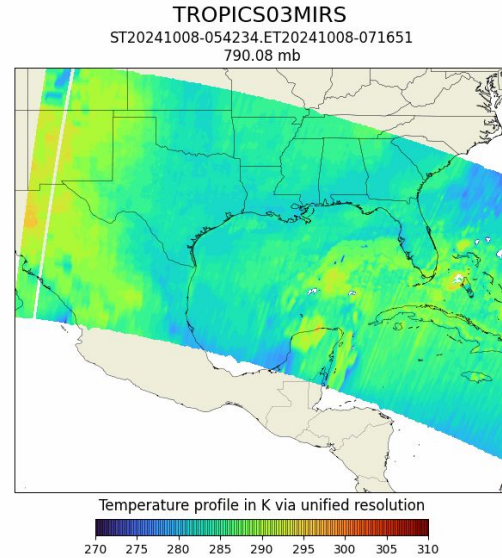 TROPICS03MIRS
ST20241008-054234.ET20241008-071651
790.08 mb
Temperature profile in K via unified resolution
270 275 280 285 290 295 300 305 310